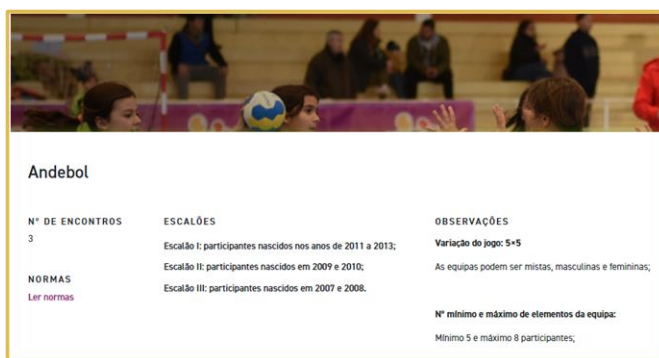 Andebol
Nº DE ENCONTROS
3
NORMAS
Ler normas
ESCALÕES
Escalão I: participantes nascidos nos anos de 2011 a 2013;
Escalão II: participantes nascidos em 2009 e 2010;
Escalão III: participantes nascidos em 2007 e 2008.
OBSERVAÇÕES
Variação do jogo: 5×5
As equipas podem ser mistas, masculinas e femininas;
Nº mínimo e máximo de elementos da equipa:
Mínimo 5 e máximo 8 participantes;